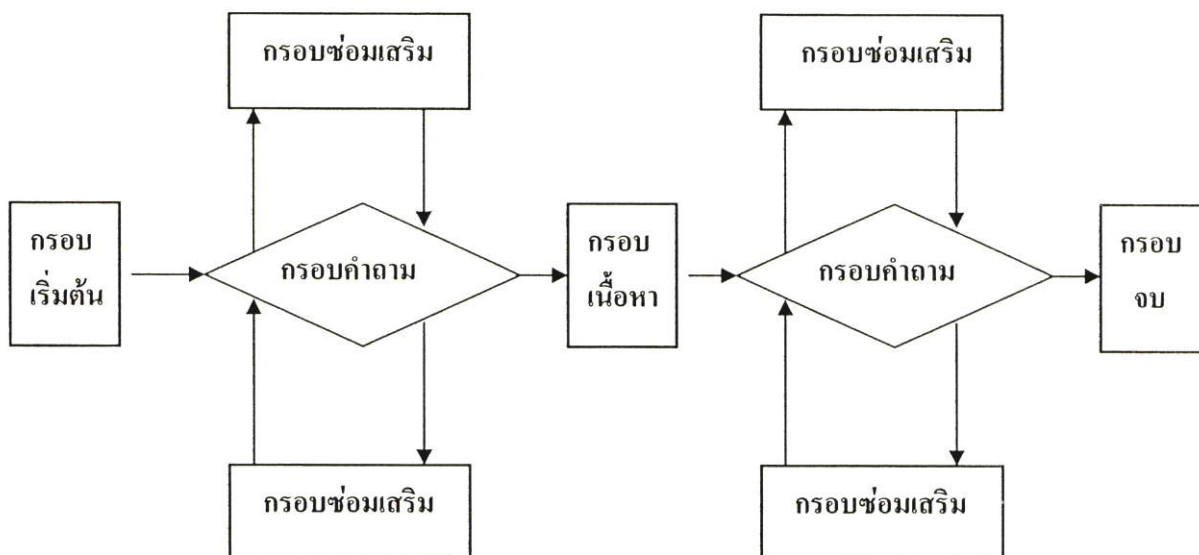 กรอบซ่อมเสริม
กรอบซ่อมเสริม
กรอบ
เริ่มต้น
กรอบคำถาม
กรอบ
เนื้อหา
กรอบคำถาม
กรอบ
จบ
กรอบซ่อมเสริม
กรอบซ่อมเสริม